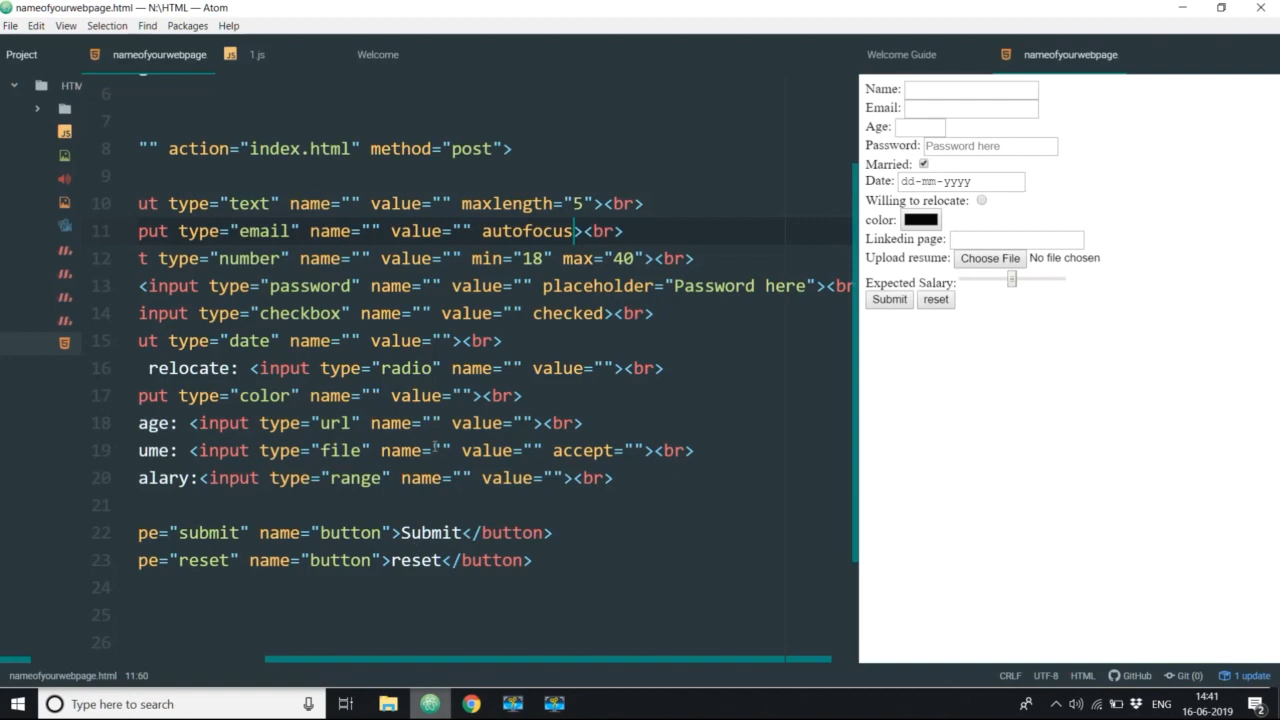 nameofyourwebpage.html — N:\HTML — Atom
File Edit View Selection Find Packages Help
Project nameofyourwebpage 1.js Welcome Welcome Guide nameofyourwebpage
HTM
JS
6
7
8 "" action="index.html" method="post">
9
10 ut type="text" name="" value="" maxlength="5"><br>
11 put type="email" name="" value="" autofocus><br>
12 t type="number" name="" value="" min="18" max="40"><br>
13 <input type="password" name="" value="" placeholder="Password here"><br
14 input type="checkbox" name="" value="" checked><br>
15 ut type="date" name="" value=""><br>
16 relocate: <input type="radio" name="" value=""><br>
17 put type="color" name="" value=""><br>
18 age: <input type="url" name="" value=""><br>
19 ume: <input type="file" name="" value="" accept=""><br>
20 alary:<input type="range" name="" value=""><br>
21
22 pe="submit" name="button">Submit</button>
23 pe="reset" name="button">reset</button>
24
25
26
Name:
Email:
Age:
Password: Password here
Married:
Date: dd-mm-yyyy
Willing to relocate:
color:
Linkedin page:
Upload resume: Choose File No file chosen
Expected Salary:
Submit reset
nameofyourwebpage.html 11:60 CRLF UTF-8 HTML GitHub Git (0) 1 update
Type here to search
ENG
14:41
16-06-2019
2